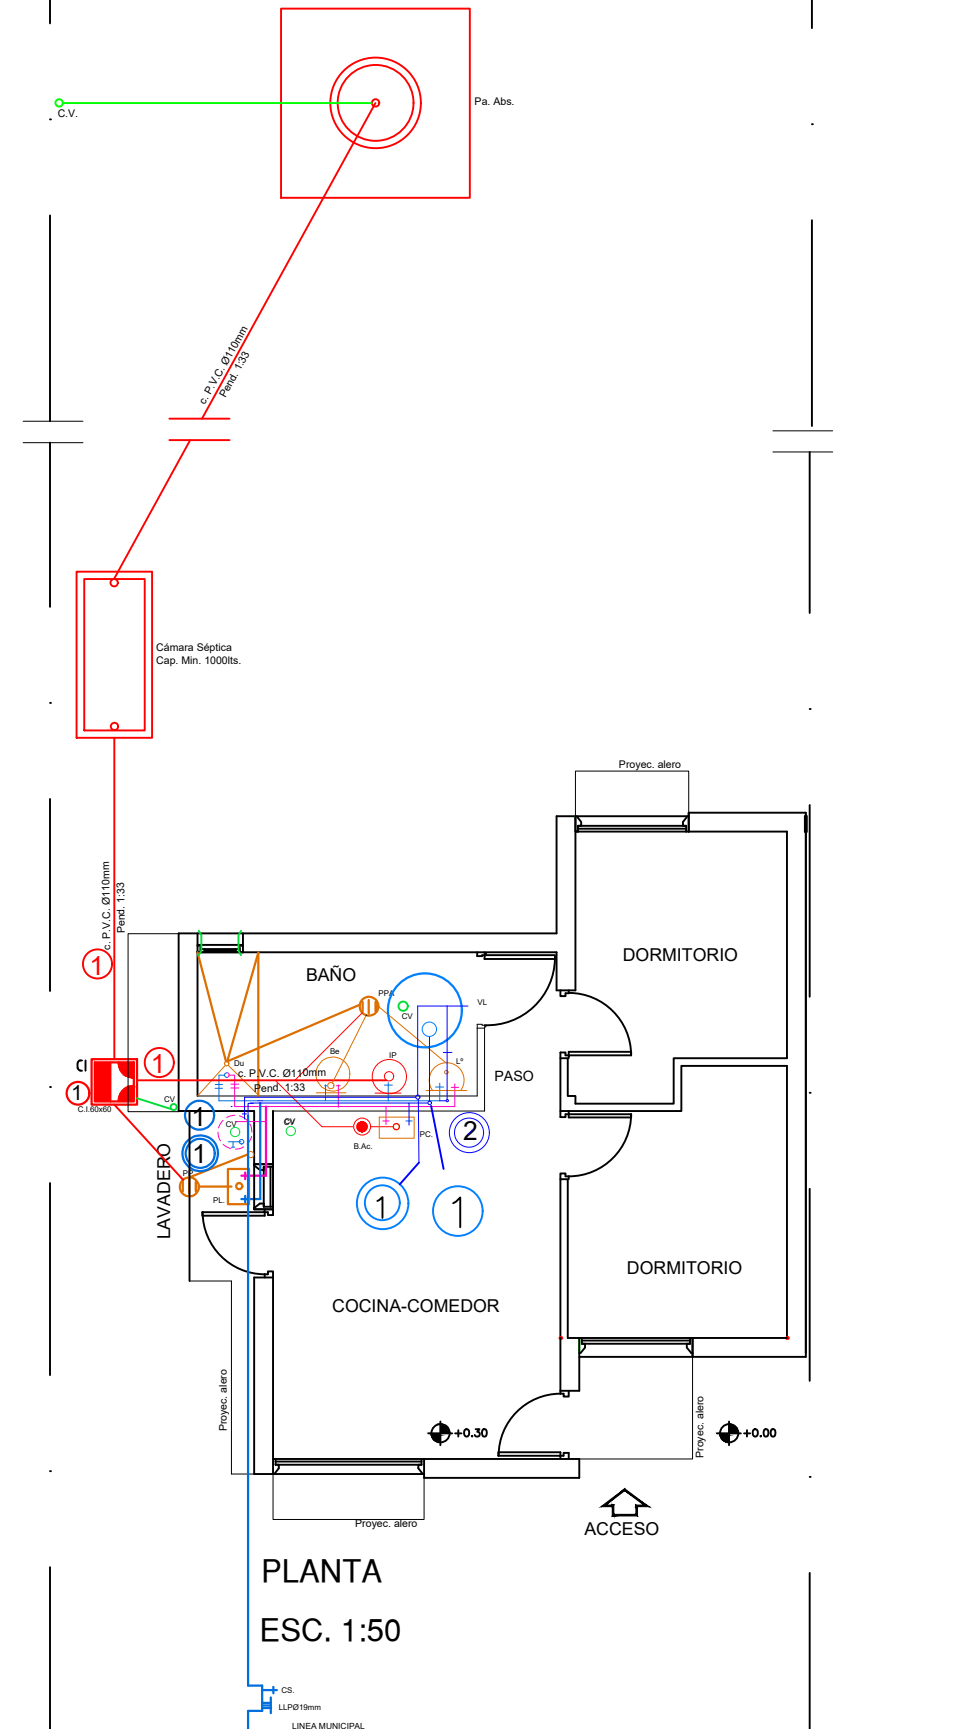 Pa. Abs.
C.V.
c. P.V.C. Ø110mm
Pend. 1:33
Cámara Séptica
Cap. Min. 1000lts.
Proyec. alero
c. P.V.C. Ø110mm
Pend. 1:33
1
DORMITORIO
BAÑO
PPA
CV
VL
Be
IP
Lº
Du
c. P.V.C. Ø110mm
Pend. 1:33
PASO
CI
1
1
C.I.60x60
CV
1
CV
CV
B.Ac.
PC.
2
1
LAVADERO
PL.
1
1
DORMITORIO
COCINA-COMEDOR
Proyec. alero
Proyec. alero
+0.30
+0.00
Proyec. alero
ACCESO
PLANTA
ESC. 1:50
CS.
LLPØ19mm
LINEA MUNICIPAL